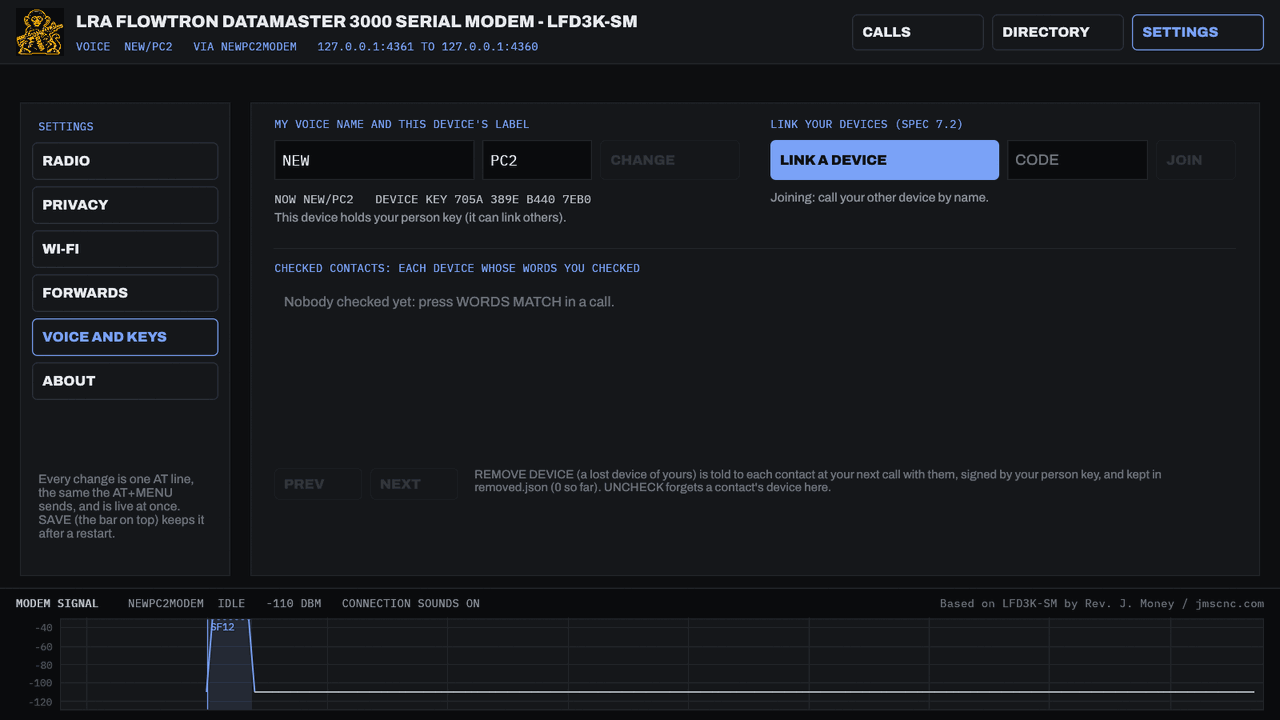 LRA FLOWTRON DATAMASTER 3000 SERIAL MODEM - LFD3K-SM
VOICE NEW/PC2 VIA NEWPC2MODEM 127.0.0.1:4361 TO 127.0.0.1:4360
CALLS
DIRECTORY
SETTINGS
SETTINGS
RADIO
PRIVACY
WI-FI
FORWARDS
VOICE AND KEYS
ABOUT
Every change is one AT line,
the same the AT+MENU
sends, and is live at once.
SAVE (the bar on top) keeps it
after a restart.
MY VOICE NAME AND THIS DEVICE'S LABEL
NEW
PC2
CHANGE
NOW NEW/PC2 DEVICE KEY 705A 389E B440 7EB0
This device holds your person key (it can link others).
LINK YOUR DEVICES (SPEC 7.2)
LINK A DEVICE
CODE
JOIN
Joining: call your other device by name.
CHECKED CONTACTS: EACH DEVICE WHOSE WORDS YOU CHECKED
Nobody checked yet: press WORDS MATCH in a call.
PREV
NEXT
REMOVE DEVICE (a lost device of yours) is told to each contact at your next call with them, signed by your person key, and kept in
removed.json (0 so far). UNCHECK forgets a contact's device here.
MODEM SIGNAL NEWPC2MODEM IDLE -110 DBM CONNECTION SOUNDS ON
Based on LFD3K-SM by Rev. J. Money / jmscnc.com
SF12
-40
-60
-80
-100
-120